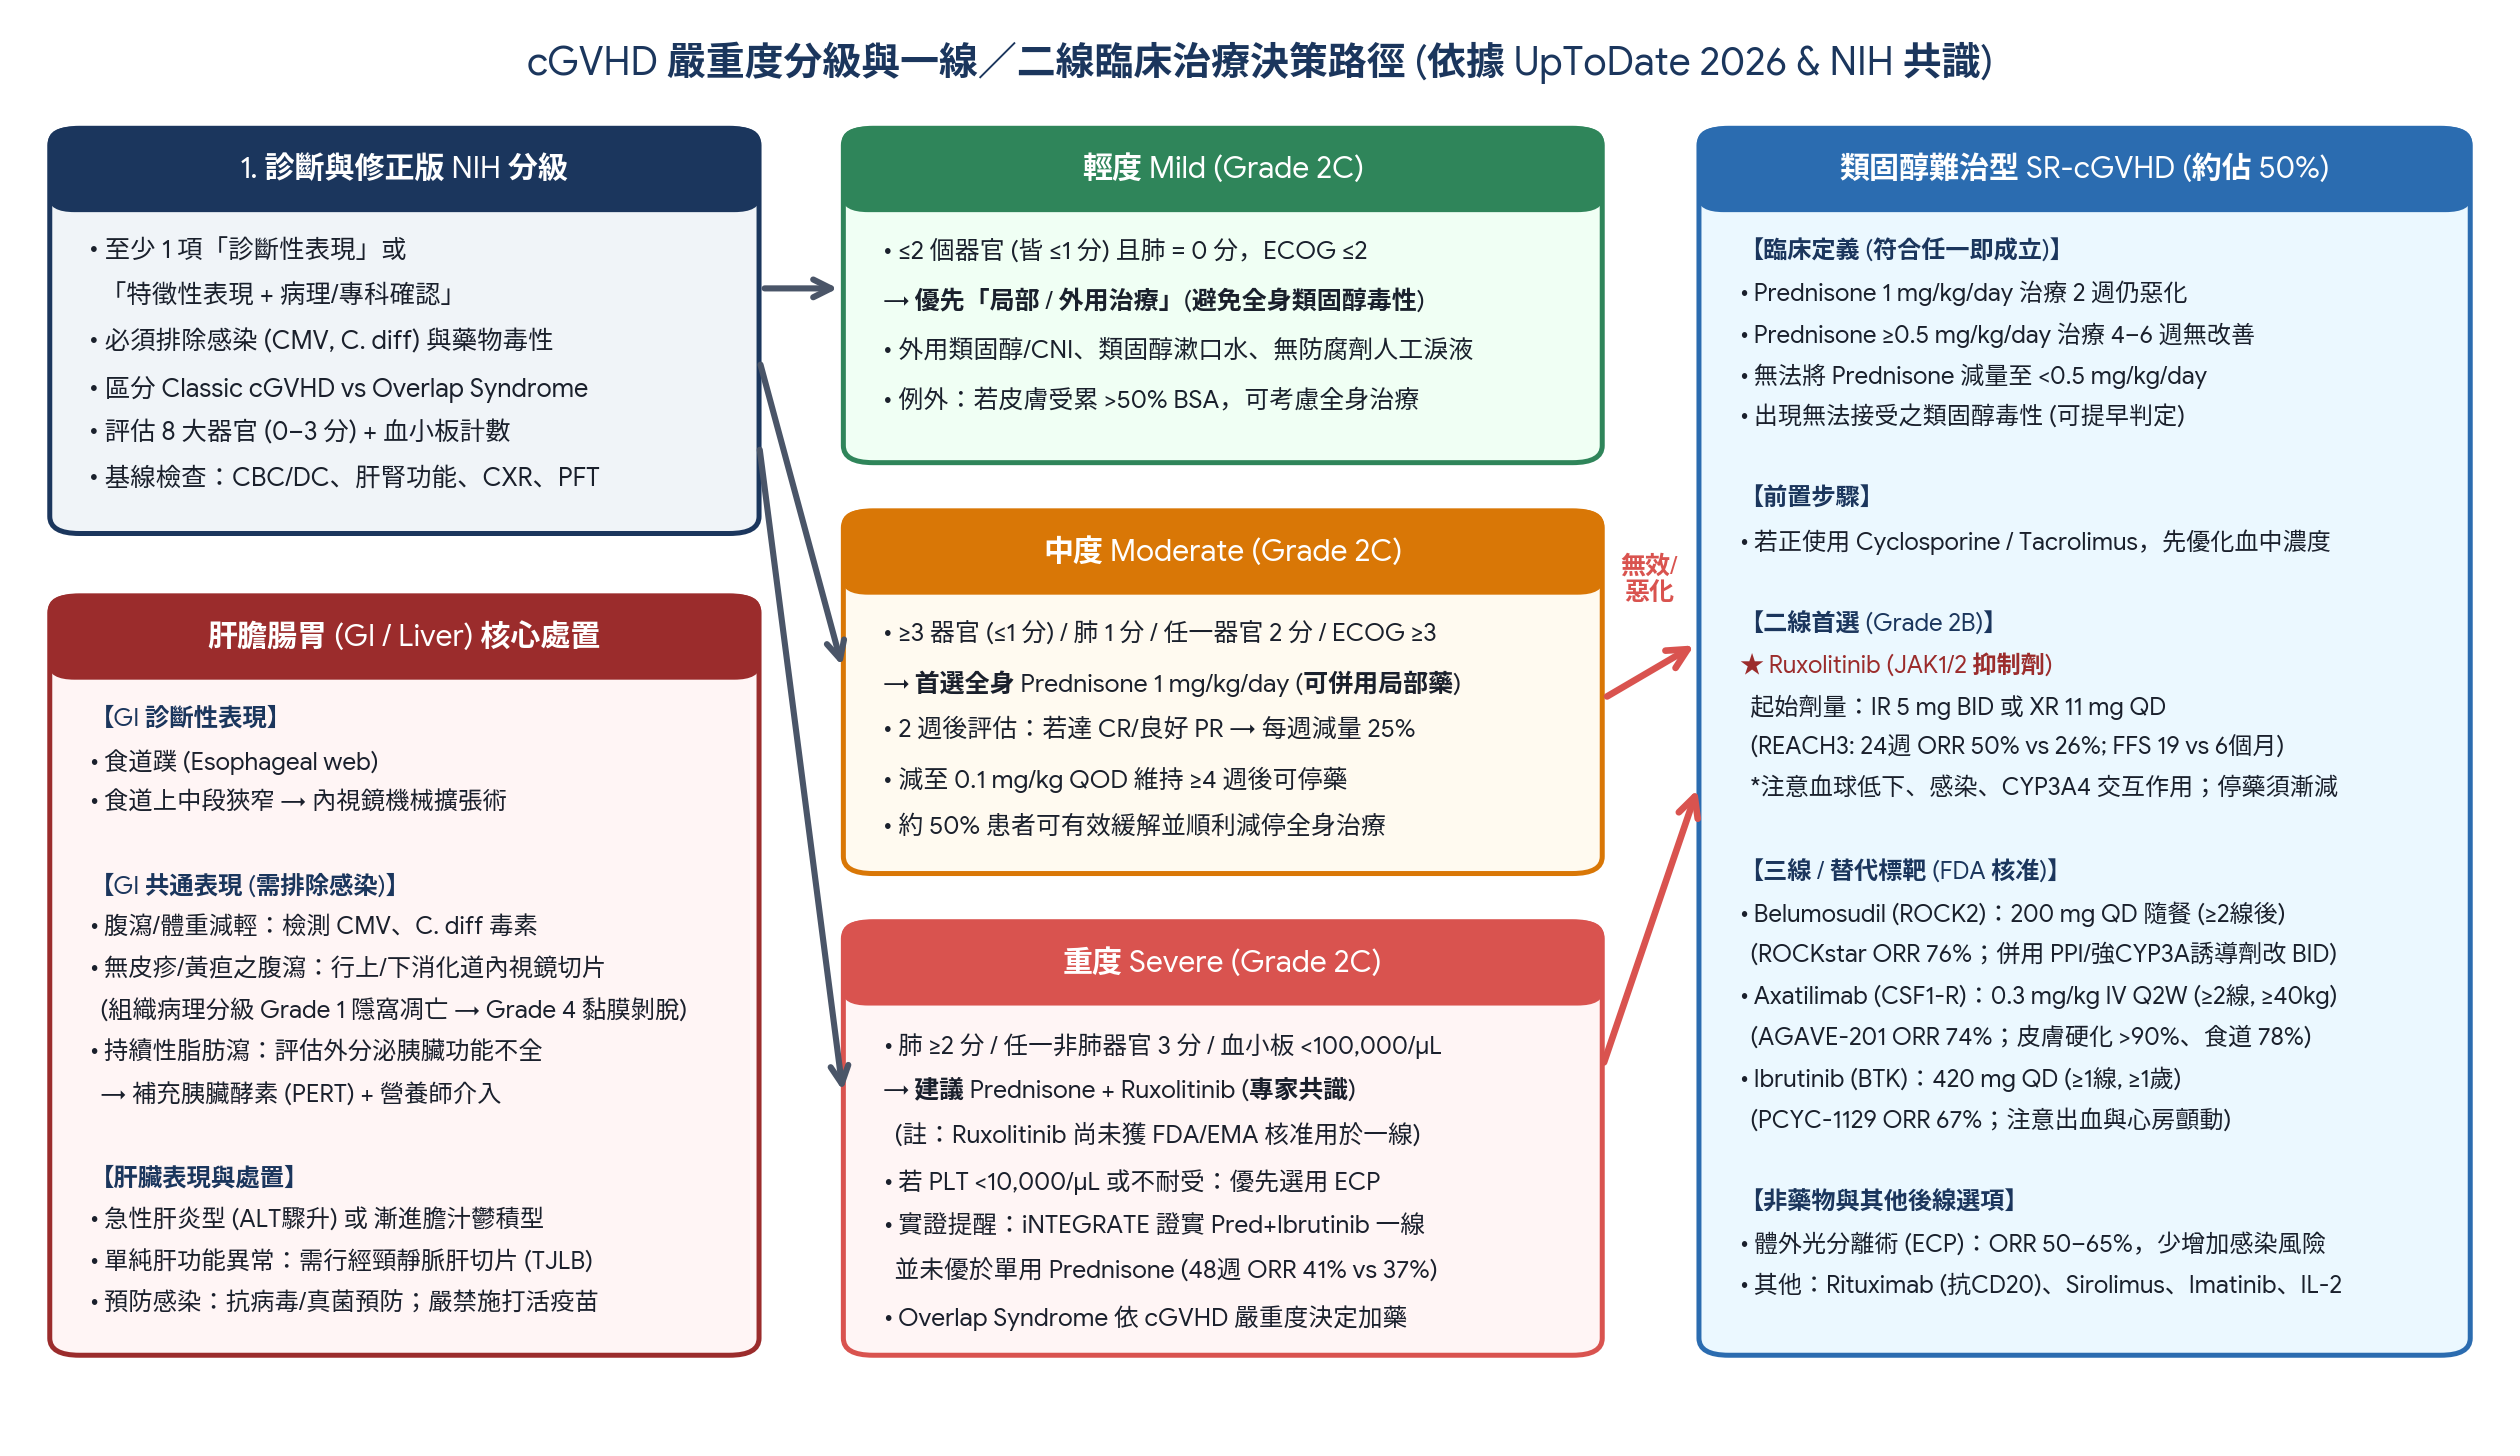 cGVHD 嚴重度分級與一線／二線臨床治療決策路徑 (依據 UpToDate 2026 & NIH 共識)
1. 診斷與修正版 NIH 分級
• 至少 1 項「診斷性表現」或
「特徵性表現 + 病理/專科確認」
• 必須排除感染 (CMV, C. diff) 與藥物毒性
• 區分 Classic cGVHD vs Overlap Syndrome
• 評估 8 大器官 (0–3 分) + 血小板計數
• 基線檢查：CBC/DC、肝腎功能、CXR、PFT
肝膽腸胃 (GI / Liver) 核心處置
【GI 診斷性表現】
• 食道蹼 (Esophageal web)
• 食道上中段狹窄 → 內視鏡機械擴張術
【GI 共通表現 (需排除感染)】
• 腹瀉/體重減輕：檢測 CMV、C. diff 毒素
• 無皮疹/黃疸之腹瀉：行上/下消化道內視鏡切片
(組織病理分級 Grade 1 隱窩凋亡 → Grade 4 黏膜剝脫)
• 持續性脂肪瀉：評估外分泌胰臟功能不全
→ 補充胰臟酵素 (PERT) + 營養師介入
【肝臟表現與處置】
• 急性肝炎型 (ALT驟升) 或 漸進膽汁鬱積型
• 單純肝功能異常：需行經頸靜脈肝切片 (TJLB)
• 預防感染：抗病毒/真菌預防；嚴禁施打活疫苗
輕度 Mild (Grade 2C)
• ≤2 個器官 (皆 ≤1 分) 且肺 = 0 分，ECOG ≤2
→ 優先「局部 / 外用治療」(避免全身類固醇毒性)
• 外用類固醇/CNI、類固醇漱口水、無防腐劑人工淚液
• 例外：若皮膚受累 >50% BSA，可考慮全身治療
中度 Moderate (Grade 2C)
• ≥3 器官 (≤1 分) / 肺 1 分 / 任一器官 2 分 / ECOG ≥3
→ 首選全身 Prednisone 1 mg/kg/day (可併用局部藥)
• 2 週後評估：若達 CR/良好 PR → 每週減量 25%
• 減至 0.1 mg/kg QOD 維持 ≥4 週後可停藥
• 約 50% 患者可有效緩解並順利減停全身治療
無效/
惡化
重度 Severe (Grade 2C)
• 肺 ≥2 分 / 任一非肺器官 3 分 / 血小板 <100,000/μL
→ 建議 Prednisone + Ruxolitinib (專家共識)
(註：Ruxolitinib 尚未獲 FDA/EMA 核准用於一線)
• 若 PLT <10,000/μL 或不耐受：優先選用 ECP
• 實證提醒：iNTEGRATE 證實 Pred+Ibrutinib 一線
並未優於單用 Prednisone (48週 ORR 41% vs 37%)
• Overlap Syndrome 依 cGVHD 嚴重度決定加藥
類固醇難治型 SR-cGVHD (約佔 50%)
【臨床定義 (符合任一即成立)】
• Prednisone 1 mg/kg/day 治療 2 週仍惡化
• Prednisone ≥0.5 mg/kg/day 治療 4–6 週無改善
• 無法將 Prednisone 減量至 <0.5 mg/kg/day
• 出現無法接受之類固醇毒性 (可提早判定)
【前置步驟】
• 若正使用 Cyclosporine / Tacrolimus，先優化血中濃度
【二線首選 (Grade 2B)】
★ Ruxolitinib (JAK1/2 抑制劑)
起始劑量：IR 5 mg BID 或 XR 11 mg QD
(REACH3: 24週 ORR 50% vs 26%; FFS 19 vs 6個月)
*注意血球低下、感染、CYP3A4 交互作用；停藥須漸減
【三線 / 替代標靶 (FDA 核准)】
• Belumosudil (ROCK2)：200 mg QD 隨餐 (≥2線後)
(ROCKstar ORR 76%；併用 PPI/強CYP3A誘導劑改 BID)
• Axatilimab (CSF1-R)：0.3 mg/kg IV Q2W (≥2線, ≥40kg)
(AGAVE-201 ORR 74%；皮膚硬化 >90%、食道 78%)
• Ibrutinib (BTK)：420 mg QD (≥1線, ≥1歲)
(PCYC-1129 ORR 67%；注意出血與心房顫動)
【非藥物與其他後線選項】
• 體外光分離術 (ECP)：ORR 50–65%，少增加感染風險
• 其他：Rituximab (抗CD20)、Sirolimus、Imatinib、IL-2